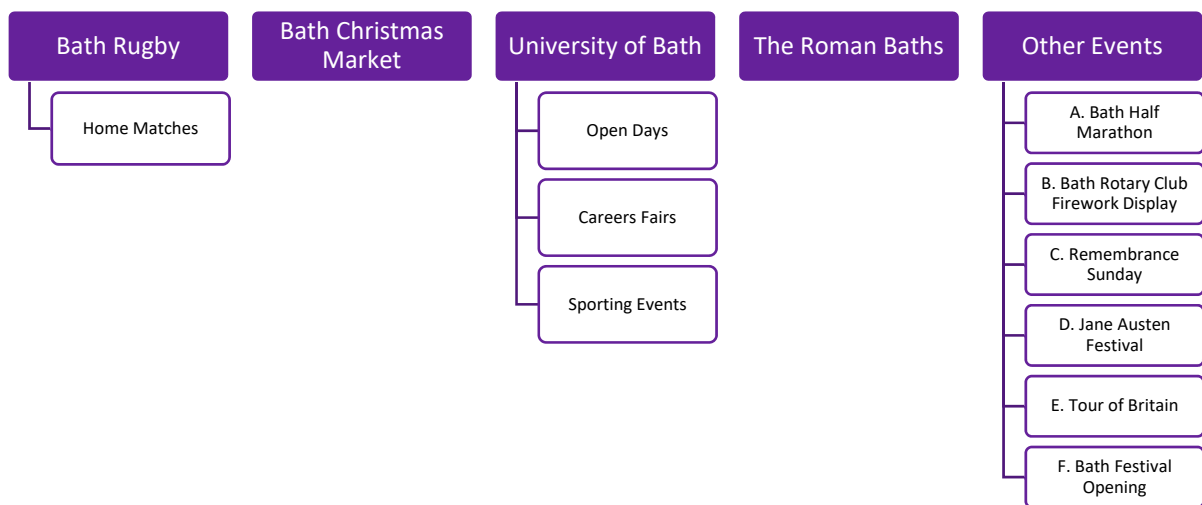 Bath Rugby
Home Matches
Bath Christmas
Market
University of Bath
Open Days
Careers Fairs
Sporting Events
The Roman Baths
Other Events
A. Bath Half
Marathon
B. Bath Rotary Club
Firework Display
C. Remembrance
Sunday
D. Jane Austen
Festival
E. Tour of Britain
F. Bath Festival
Opening